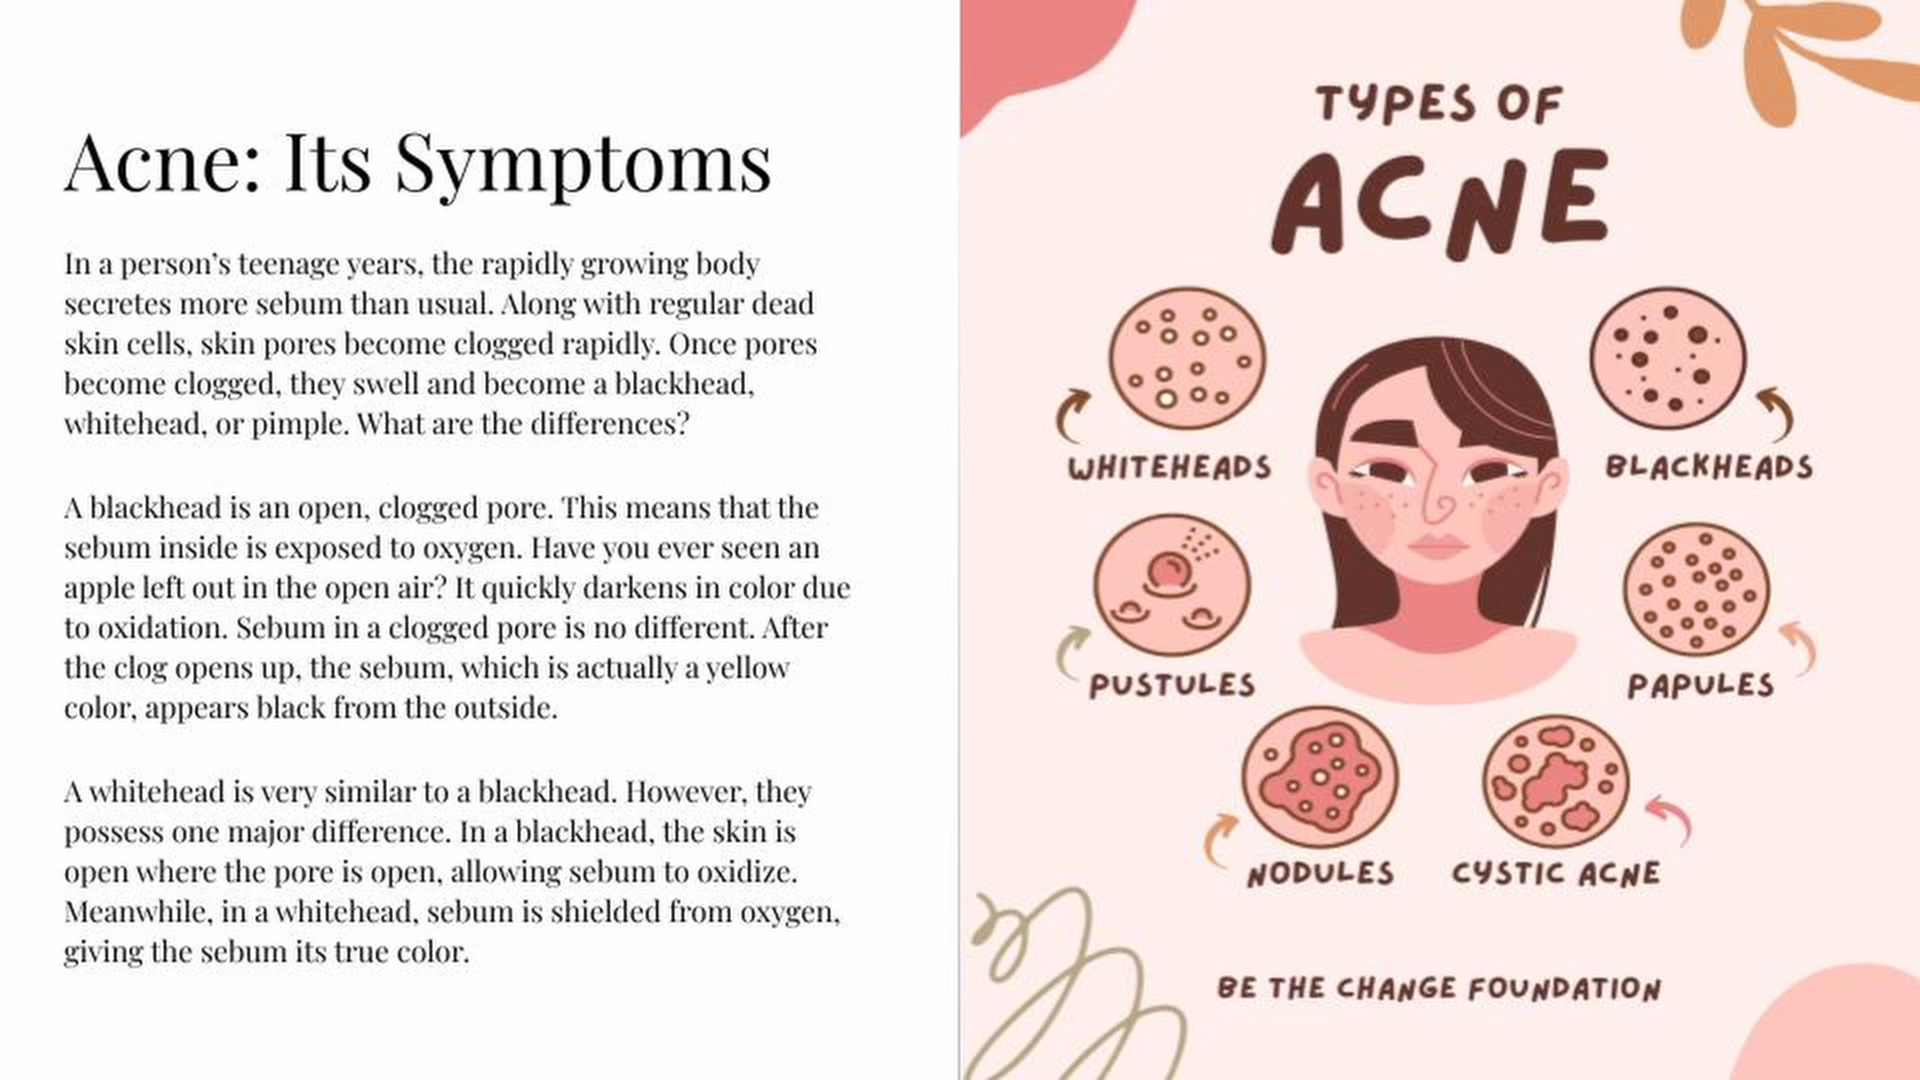 Acne: Its Symptoms
In a person’s teenage years, the rapidly growing body
secretes more sebum than usual. Along with regular dead
skin cells, skin pores become clogged rapidly. Once pores
become clogged, they swell and become a blackhead,
whitehead, or pimple. What are the differences?
A blackhead is an open, clogged pore. This means that the
sebum inside is exposed to oxygen. Have you ever seen an
apple left out in the open air? It quickly darkens in color due
to oxidation. Sebum in a clogged pore is no different. After
the clog opens up, the sebum, which is actually a yellow
color, appears black from the outside.
A whitehead is very similar to a blackhead. However, they
possess one major difference. In a blackhead, the skin is
open where the pore is open, allowing sebum to oxidize.
Meanwhile, in a whitehead, sebum is shielded from oxygen,
giving the sebum its true color.
TYPES OF
ACNE
WHITEHEADS
BLACKHEADS
PUSTULES
PAPULES
NODULES
CYSTIC ACNE
BE THE CHANGE FOUNDATION